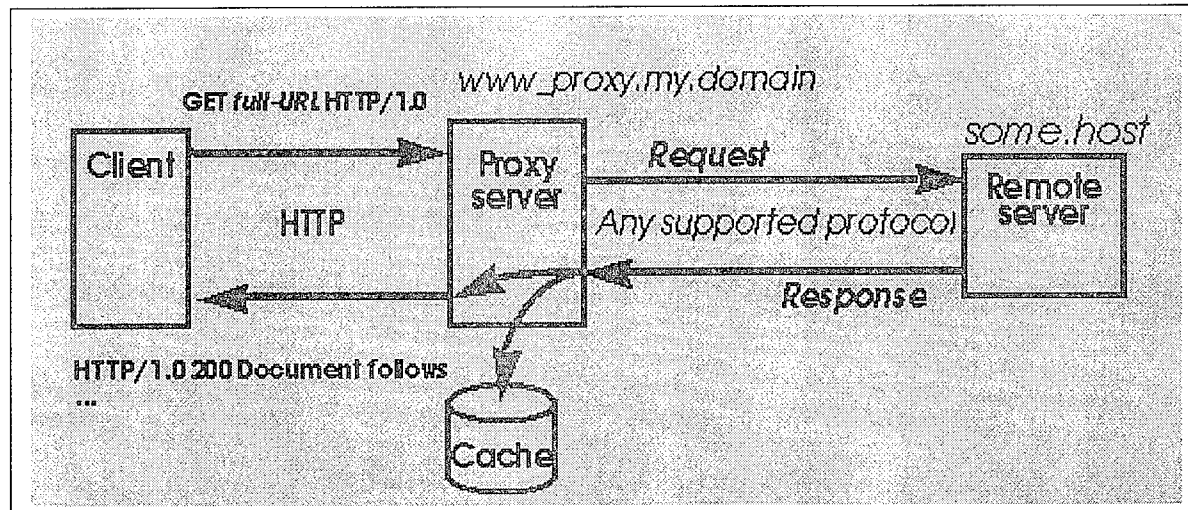 www_proxy.my.domain
GET full-URL HTTP/1.0
some.host
Client
Proxy
server
Request
Remote
server
HTTP
Any supported protocol
Response
HTTP/1.0 200 Document follows
...
Cache